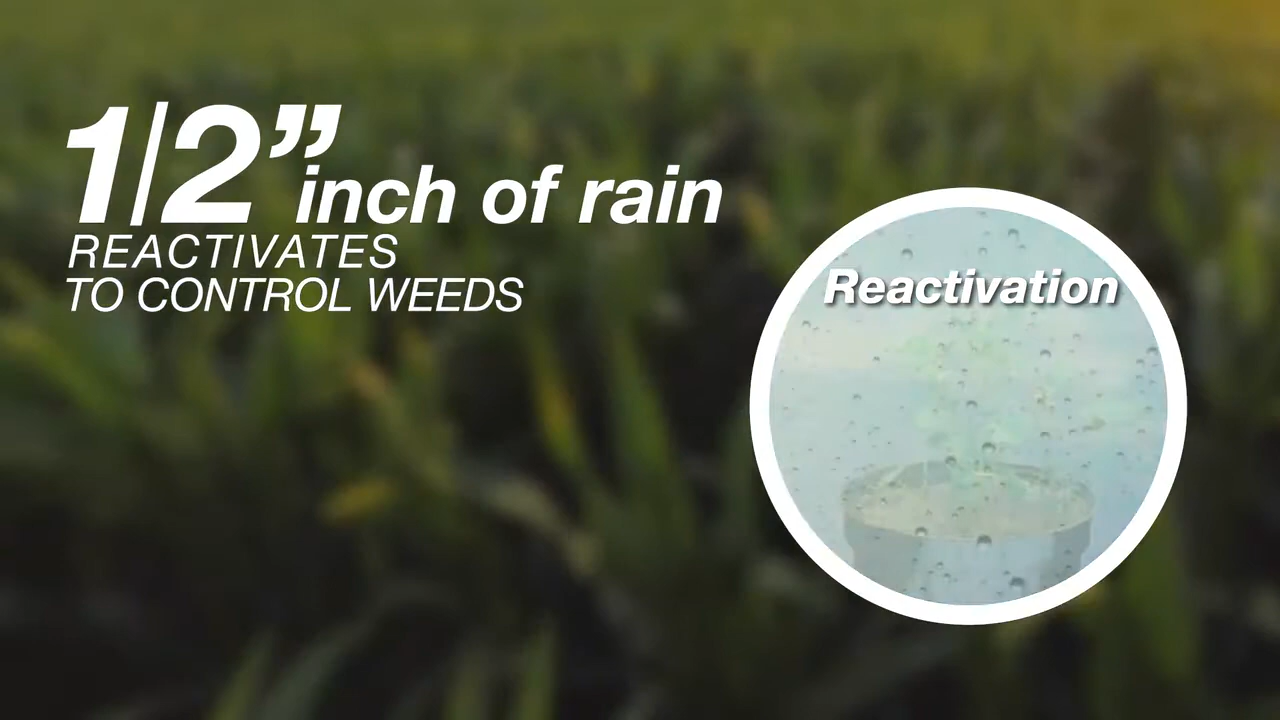 1/2” inch of rain
REACTIVATES
TO CONTROL WEEDS
Reactivation